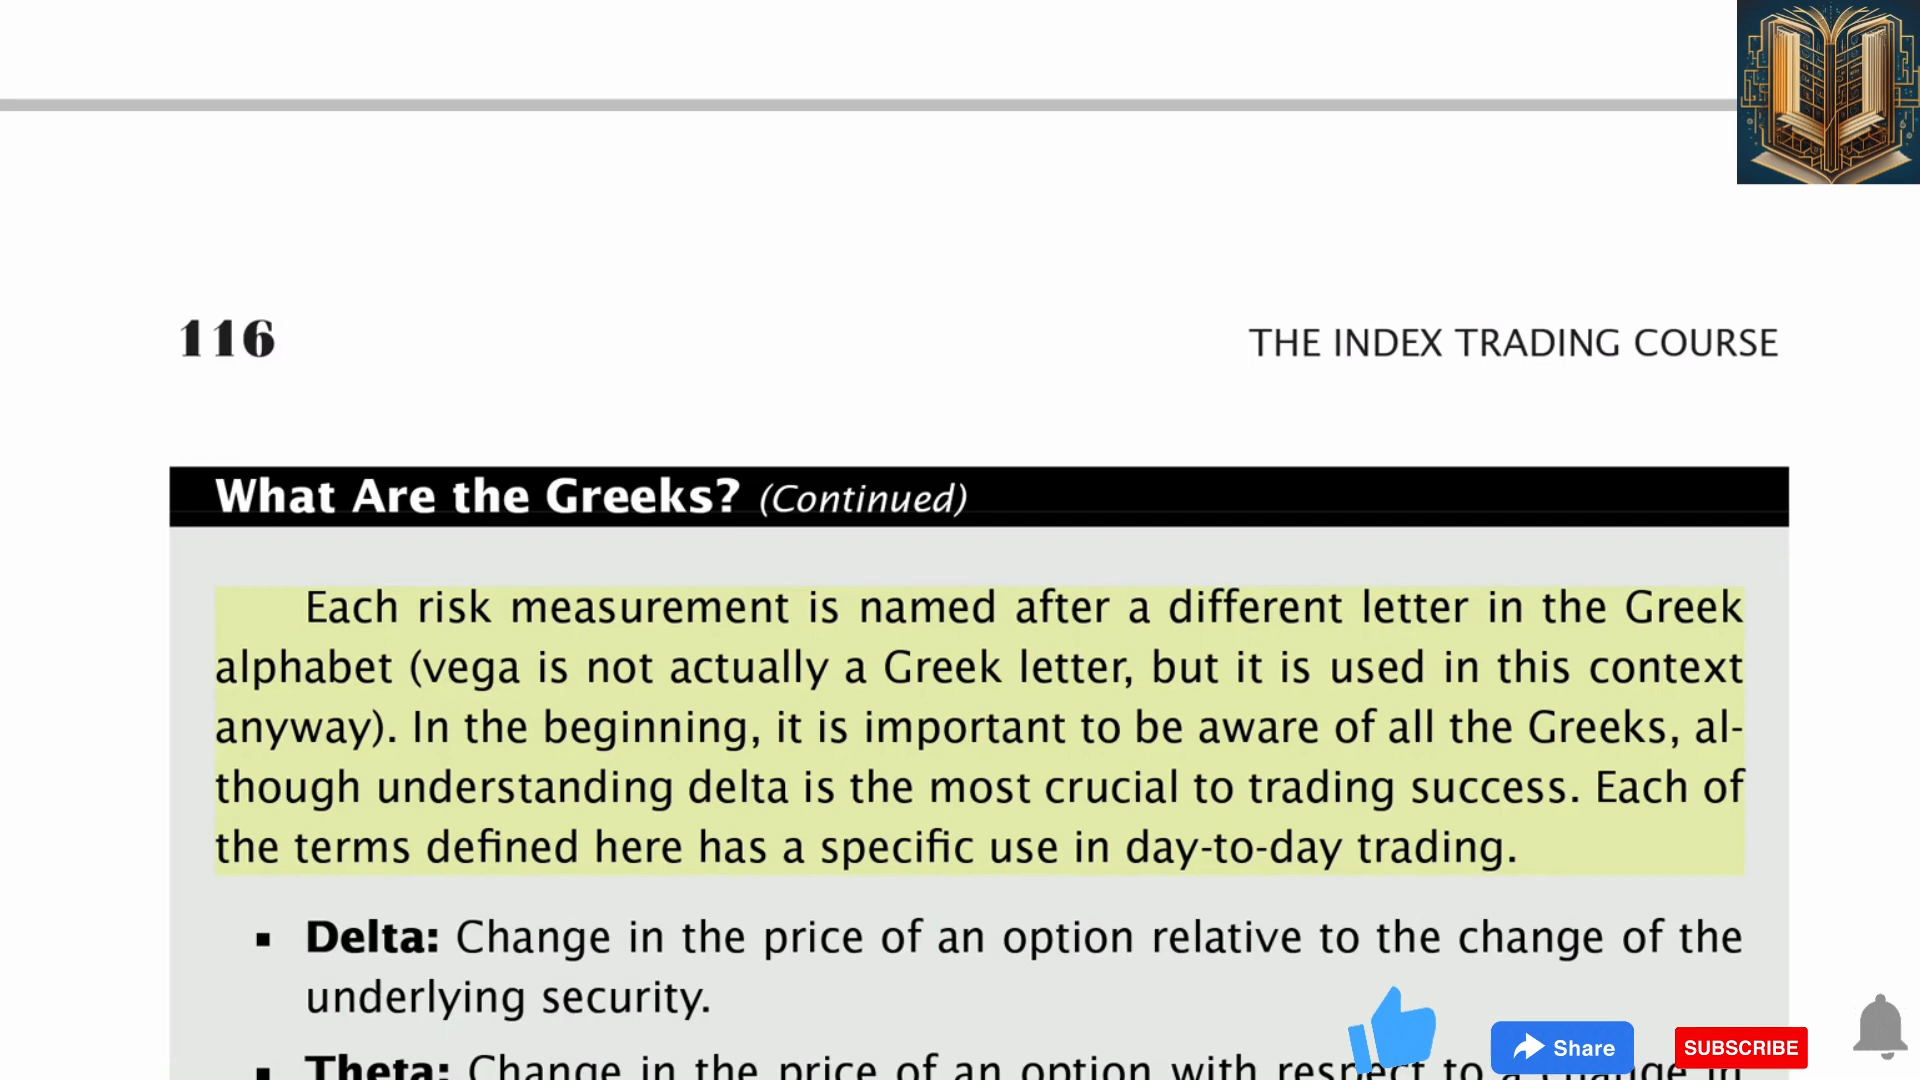 116
THE INDEX TRADING COURSE
What Are the Greeks? (Continued)
Each risk measurement is named after a different letter in the Greek
alphabet (vega is not actually a Greek letter, but it is used in this context
anyway). In the beginning, it is important to be aware of all the Greeks, al-
though understanding delta is the most crucial to trading success. Each of
the terms defined here has a specific use in day-to-day trading.
▪ Delta: Change in the price of an option relative to the change of the
underlying security.
▪ Theta: Change in the price of an option with respect to a change in
Share
SUBSCRIBE